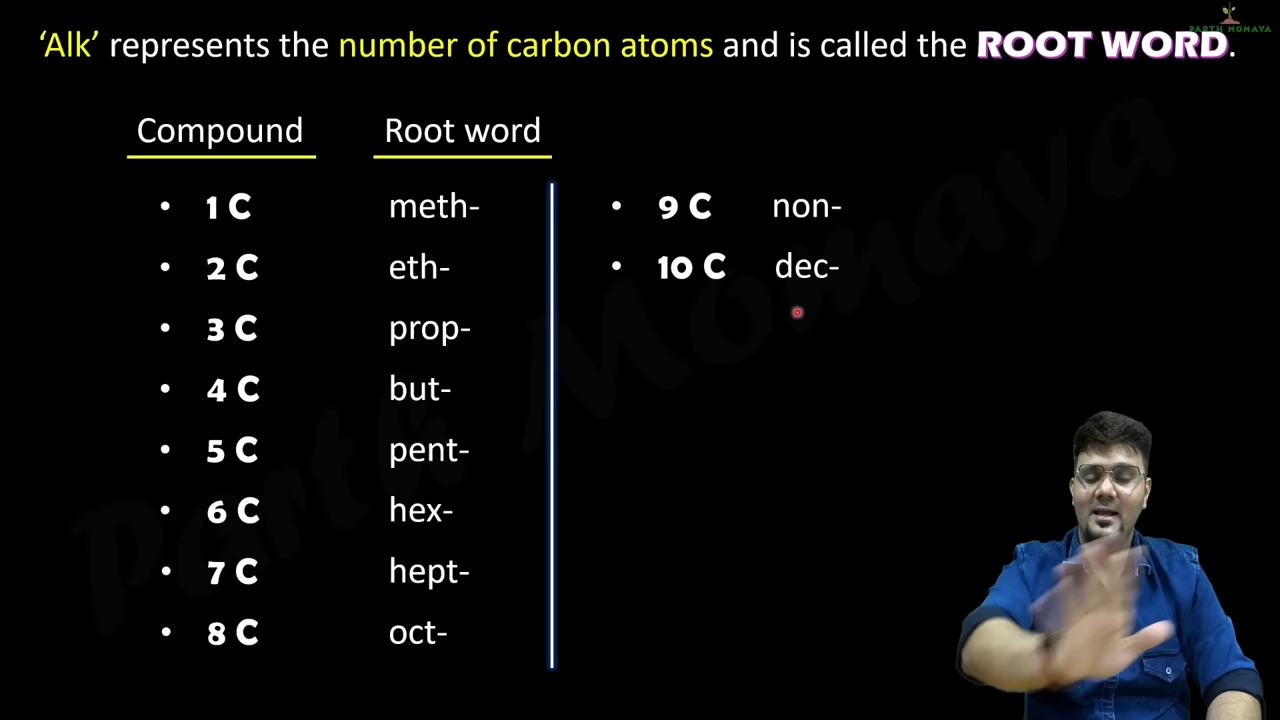 ‘Alk’ represents the number of carbon atoms and is called the ROOT WORD.
PARTH MOMAYA
Compound Root word
• 1 C meth-
• 2 C eth-
• 3 C prop-
• 4 C but-
• 5 C pent-
• 6 C hex-
• 7 C hept-
• 8 C oct-
• 9 C non-
• 10 C dec-
Parth Momaya